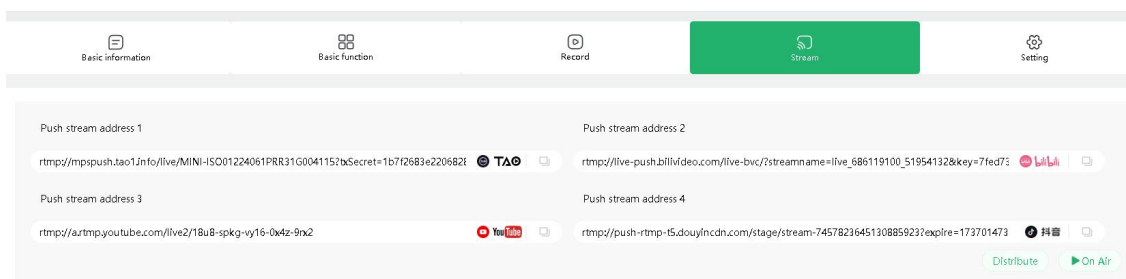 Basic information
Basic function
Record
Stream
Setting
Push stream address 1
Push stream address 2
rtmp://mpspush.tao1.info/live/MINI-ISO01224061PRR31G004115?txSecret=1b7f2683e2206828 TAO
rtmp://live-push.bilivideo.com/live-bvc/?streamname=live_686119100_51954132&key=7fed73 bilibili
Push stream address 3
Push stream address 4
rtmp://a.rtmp.youtube.com/live2/18u8-spkg-vy16-0x4z-9rx2 YouTube
rtmp://push-rtmp-t5.douyincdn.com/stage/stream-7457823645130885923?expire=173701473 抖音
Distribute
On Air